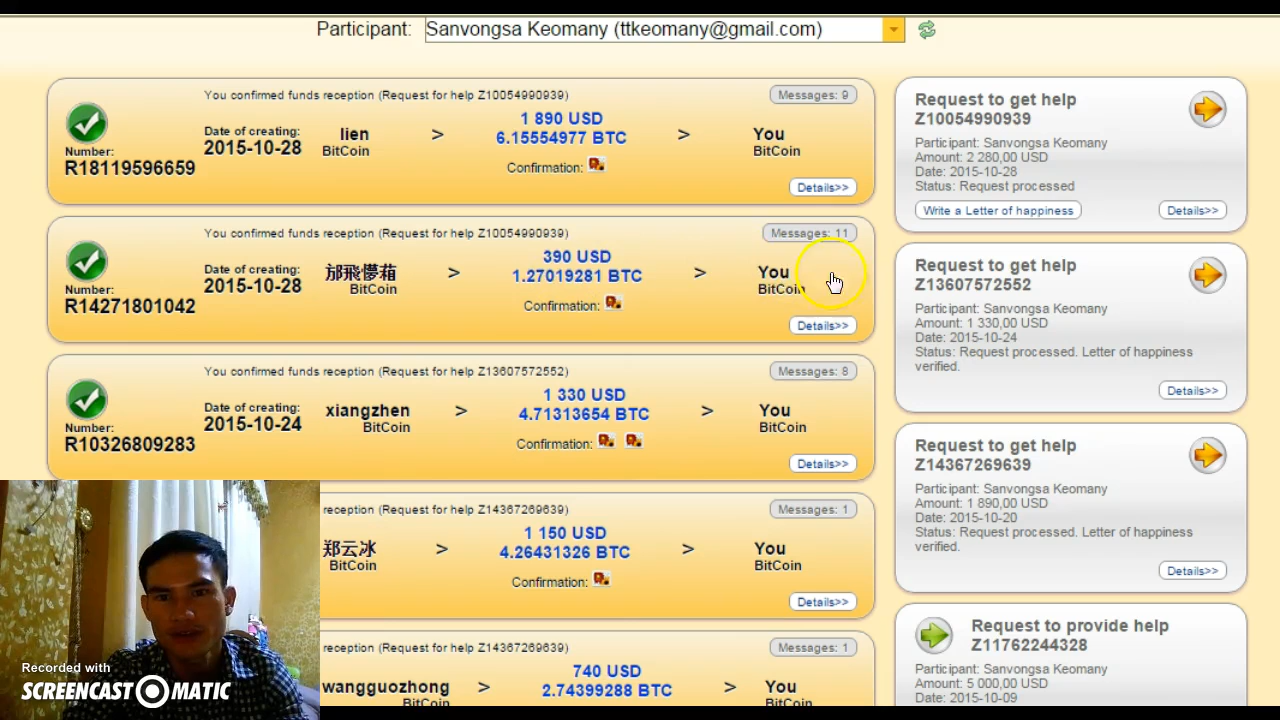 Participant: Sanvongsa Keomany (ttkeomany@gmail.com)
You confirmed funds reception (Request for help Z10054990939)
Messages: 9
Number:
R18119596659
Date of creating:
2015-10-28
lien
BitCoin
>
1 890 USD
6.15554977 BTC
Confirmation:
>
You
BitCoin
Details>>
You confirmed funds reception (Request for help Z10054990939)
Messages: 11
Number:
R14271801042
Date of creating:
2015-10-28
BitCoin
>
390 USD
1.27019281 BTC
Confirmation:
>
You
BitCoin
Details>>
You confirmed funds reception (Request for help Z13607572552)
Messages: 8
Number:
R10326809283
Date of creating:
2015-10-24
xiangzhen
BitCoin
>
1 330 USD
4.71313654 BTC
Confirmation:
>
You
BitCoin
Details>>
reception (Request for help Z14367269639)
Messages: 1
郑云冰
BitCoin
>
1 150 USD
4.26431326 BTC
Confirmation:
>
You
BitCoin
Details>>
reception (Request for help Z14367269639)
Messages: 1
wangguozhong
BitCoin
>
740 USD
2.74399288 BTC
>
You
BitCoin
Request to get help
Z10054990939
Participant: Sanvongsa Keomany
Amount: 2 280,00 USD
Date: 2015-10-28
Status: Request processed
Write a Letter of happiness
Details>>
Request to get help
Z13607572552
Participant: Sanvongsa Keomany
Amount: 1 330,00 USD
Date: 2015-10-24
Status: Request processed. Letter of happiness
verified.
Details>>
Request to get help
Z14367269639
Participant: Sanvongsa Keomany
Amount: 1 890,00 USD
Date: 2015-10-20
Status: Request processed. Letter of happiness
verified.
Details>>
Request to provide help
Z11762244328
Participant: Sanvongsa Keomany
Amount: 5 000,00 USD
Date: 2015-10-09
Recorded with
SCREENCAST MATIC